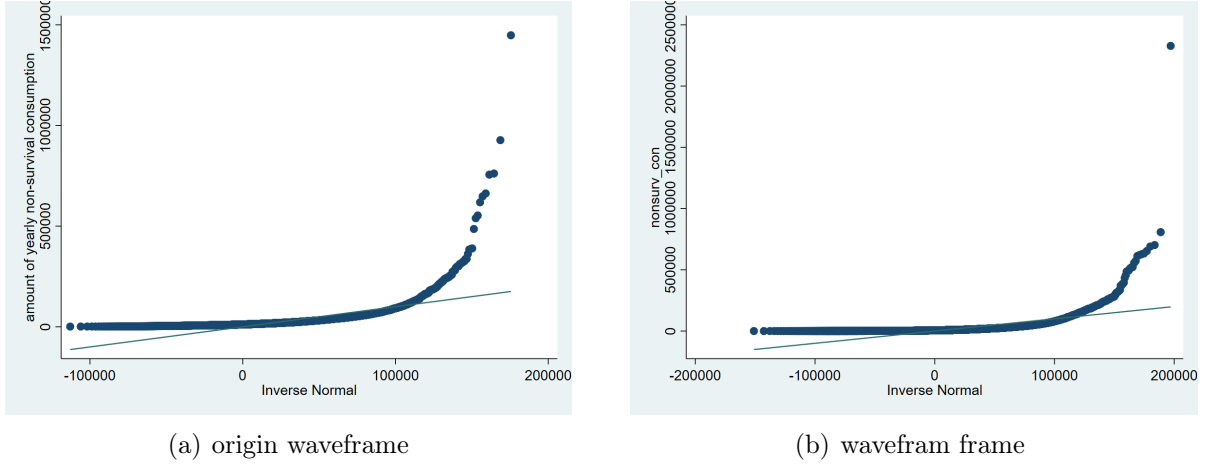 amount of yearly non-survival consumption
1500000
1000000
500000
0
-100000 0 100000 200000
Inverse Normal
(a) origin waveframe
nonsurv_con
2500000
2000000
1500000
1000000
500000
0
-200000 -100000 0 100000 200000
Inverse Normal
(b) wavefram frame